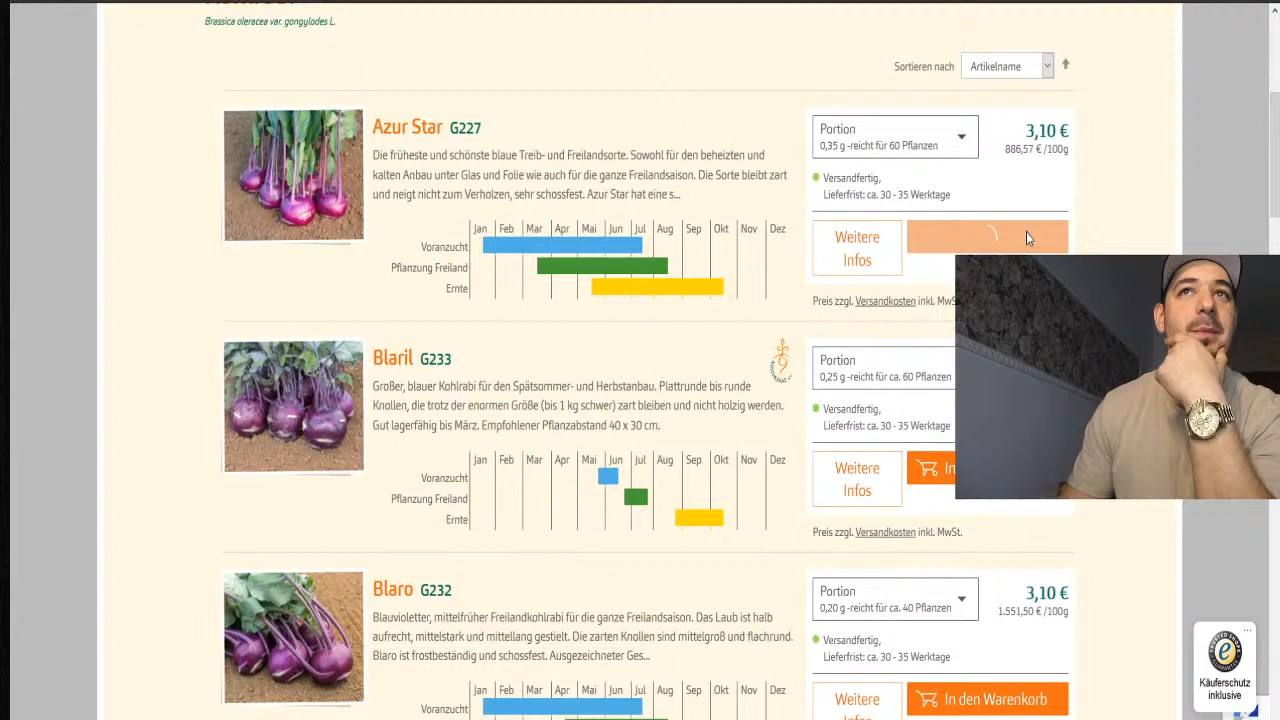 Brassica oleracea var. gongylodes L.
Sortieren nach Artikelname
Azur Star G227
Die früheste und schönste blaue Treib- und Freilandsorte. Sowohl für den beheizten und
kalten Anbau unter Glas und Folie wie auch für die ganze Freilandsaison. Die Sorte bleibt zart
und neigt nicht zum Verholzen, sehr schossfest. Azur Star hat eine s...
Jan Feb Mar Apr Mai Jun Jul Aug Sep Okt Nov Dez
Voranzucht
Pflanzung Freiland
Ernte
Portion
0,35 g -reicht für 60 Pflanzen
3,10 €
886,57 € /100g
Versandfertig,
Lieferfrist: ca. 30 - 35 Werktage
Weitere
Infos
Preis zzgl. Versandkosten inkl. MwS
Blaril G233
Großer, blauer Kohlrabi für den Spätsommer- und Herbstanbau. Plattrunde bis runde
Knollen, die trotz der enormen Größe (bis 1 kg schwer) zart bleiben und nicht holzig werden.
Gut lagerfähig bis März. Empfohlener Pflanzabstand 40 x 30 cm.
Jan Feb Mar Apr Mai Jun Jul Aug Sep Okt Nov Dez
Voranzucht
Pflanzung Freiland
Ernte
Portion
0,25 g -reicht für ca. 60 Pflanzen
Versandfertig,
Lieferfrist: ca. 30 - 35 Werktage
Weitere
Infos
In
Preis zzgl. Versandkosten inkl. MwSt.
Blaro G232
Blauvioletter, mittelfrüher Freilandkohlrabi für die ganze Freilandsaison. Das Laub ist halb
aufrecht, mittelstark und mittellang gestielt. Die zarten Knollen sind mittelgroß und flachrund.
Blaro ist frostbeständig und schossfest. Ausgezeichneter Ges...
Jan Feb Mar Apr Mai Jun Jul Aug Sep Okt Nov Dez
Voranzucht
Portion
0,20 g -reicht für ca. 40 Pflanzen
3,10 €
1.551,50 € /100g
Versandfertig,
Lieferfrist: ca. 30 - 35 Werktage
Weitere
Infos
In den Warenkorb
Käuferschutz
inklusive